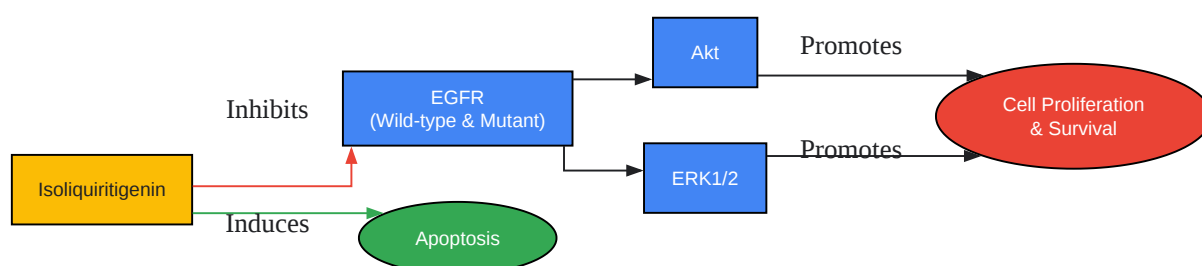 Akt
Promotes
EGFR
(Wild-type & Mutant)
Inhibits
Cell Proliferation
& Survival
Promotes
ERK1/2
Isoliquiritigenin
Induces
Apoptosis